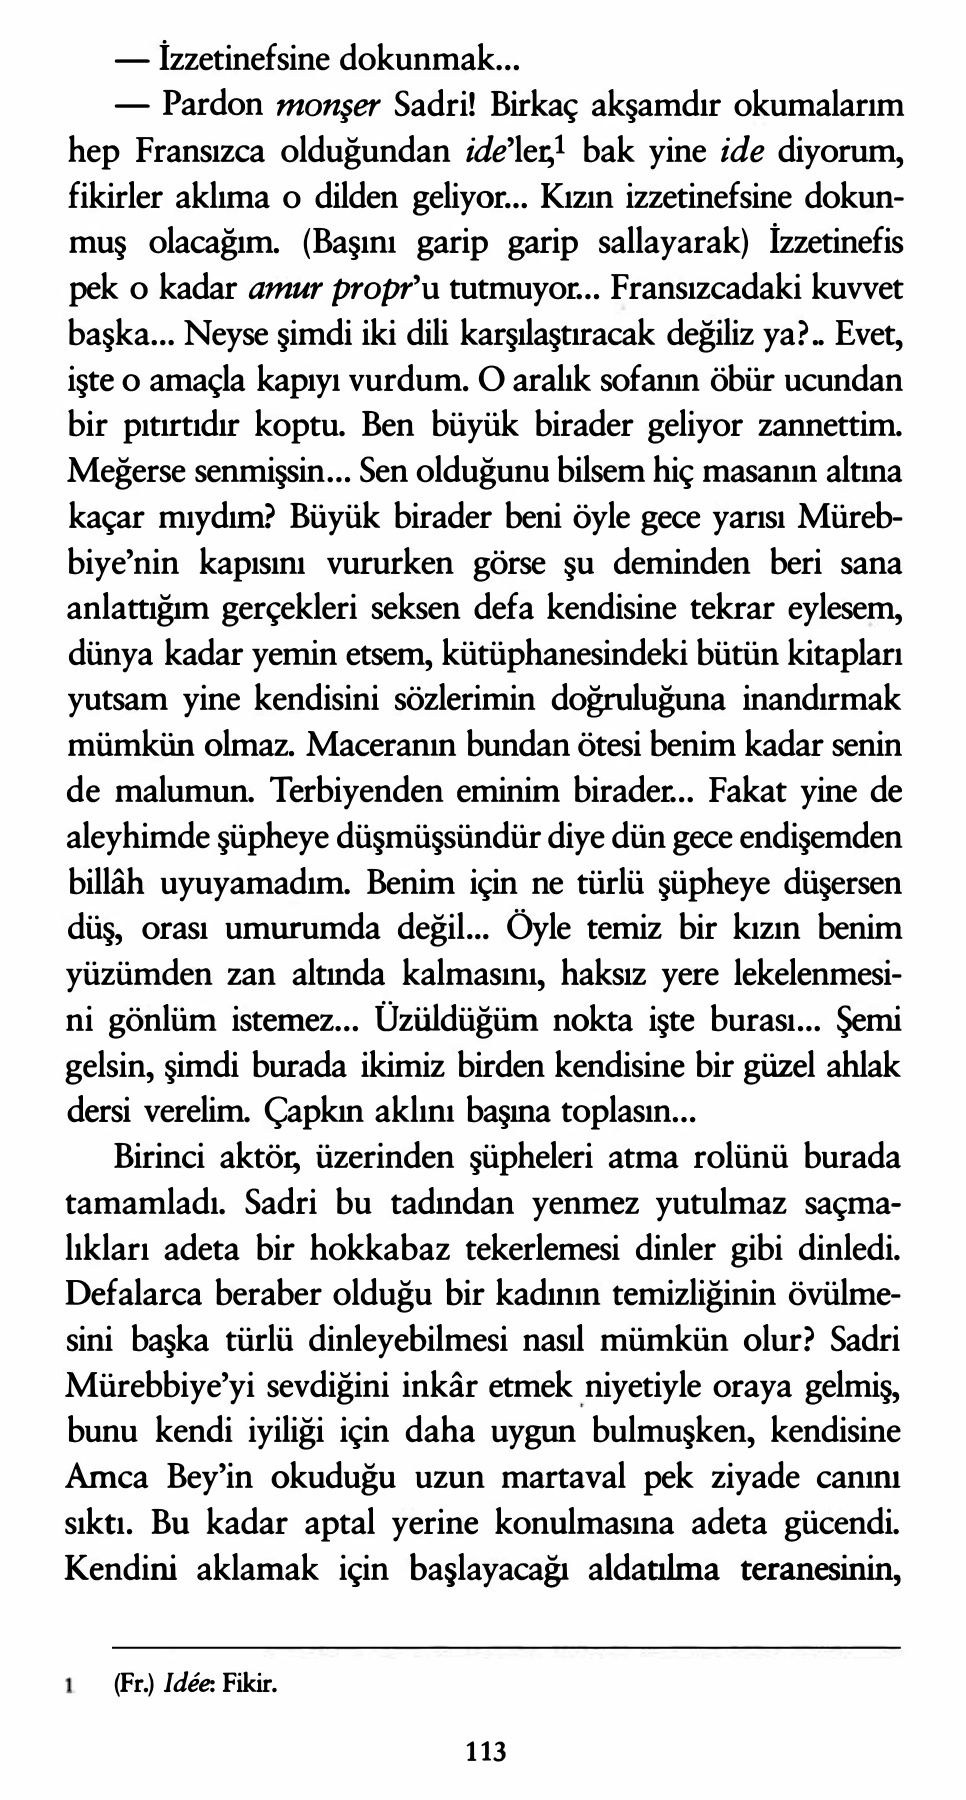 — İzzetinefsine dokunmak...
— Pardon monşer Sadri! Birkaç akşamdır okumalarım
hep Fransızca olduğundan ide’ler,1 bak yine ide diyorum,
fikirler aklıma o dilden geliyor... Kızın izzetinefsine dokun-
muş olacağım. (Başını garip garip sallayarak) İzzetinefis
pek o kadar amur propr’u tutmuyor... Fransızcadaki kuvvet
başka... Neyse şimdi iki dili karşılaştıracak değiliz ya?.. Evet,
işte o amaçla kapıyı vurdum. O aralık sofanın öbür ucundan
bir pıtırtıdır koptu. Ben büyük birader geliyor zannettim.
Meğerse senmişsin... Sen olduğunu bilsem hiç masanın altına
kaçar mıydım? Büyük birader beni öyle gece yarısı Müreb-
biye’nin kapısını vururken görse şu deminden beri sana
anlattığım gerçekleri seksen defa kendisine tekrar eylesem,
dünya kadar yemin etsem, kütüphanesindeki bütün kitapları
yutsam yine kendisini sözlerimin doğruluğuna inandırmak
mümkün olmaz. Maceranın bundan ötesi benim kadar senin
de malumun. Terbiyenden eminim birader... Fakat yine de
aleyhimde şüpheye düşmüşsündür diye dün gece endişemden
billâh uyuyamadım. Benim için ne türlü şüpheye düşersen
düş, orası umurumda değil... Öyle temiz bir kızın benim
yüzümden zan altında kalmasını, haksız yere lekelenmesi-
ni gönlüm istemez... Üzüldüğüm nokta işte burası... Şemi
gelsin, şimdi burada ikimiz birden kendisine bir güzel ahlak
dersi verelim. Çapkın aklını başına toplasın...
Birinci aktör, üzerinden şüpheleri atma rolünü burada
tamamladı. Sadri bu tadından yenmez yutulmaz saçma-
lıkları adeta bir hokkabaz tekerlemesi dinler gibi dinledi.
Defalarca beraber olduğu bir kadının temizliğinin övülme-
sini başka türlü dinleyebilmesi nasıl mümkün olur? Sadri
Mürebbiye’yi sevdiğini inkâr etmek niyetiyle oraya gelmiş,
bunu kendi iyiliği için daha uygun bulmuşken, kendisine
Amca Bey’in okuduğu uzun martaval pek ziyade canını
sıktı. Bu kadar aptal yerine konulmasına adeta gücendi.
Kendini aklamak için başlayacağı aldatılma teranesinin,
1 (Fr.) Idée: Fikir.
113